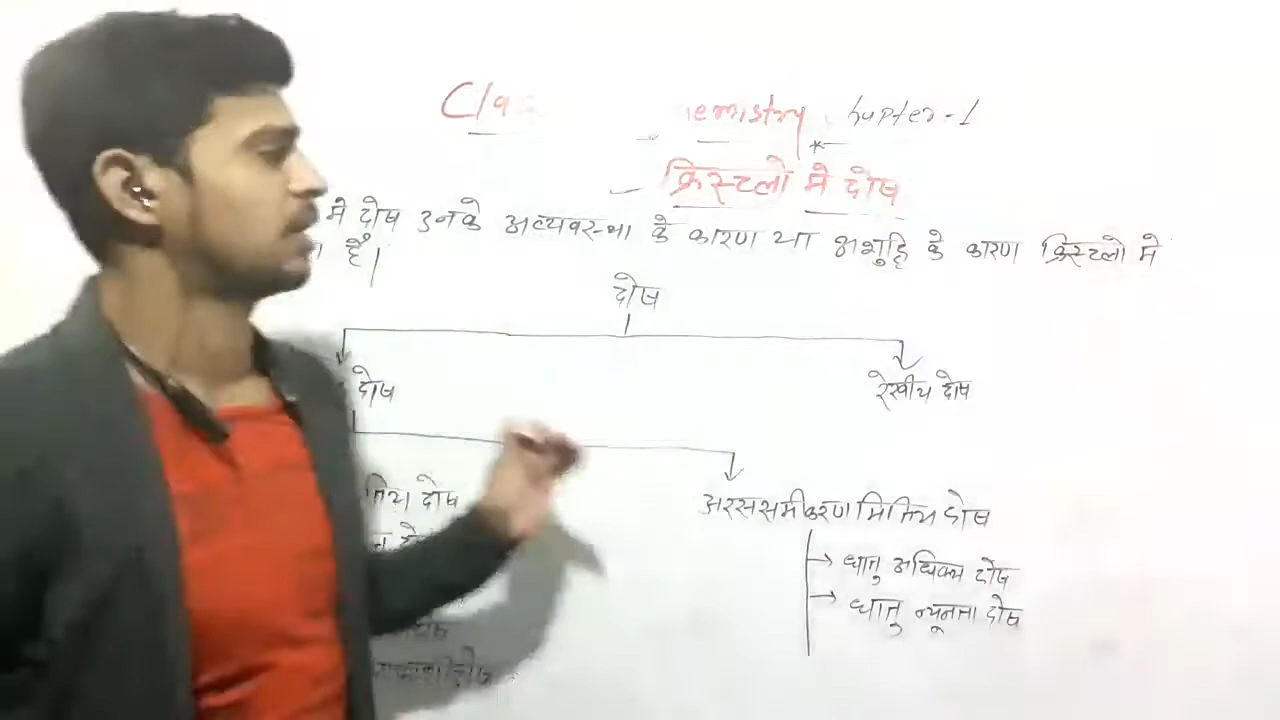 Cla emistry hapter-1
क्रिस्टलो मे दोष
मे दोष उनके अव्यवस्था के कारण या अशुद्धि के कारण क्रिस्टलो मे
है।
दोष
दोष रेखीय दोष
दोष अरससमीकरणमितिय दोष
धातु अधिक्य दोष
धातु न्यूनता दोष
दोष